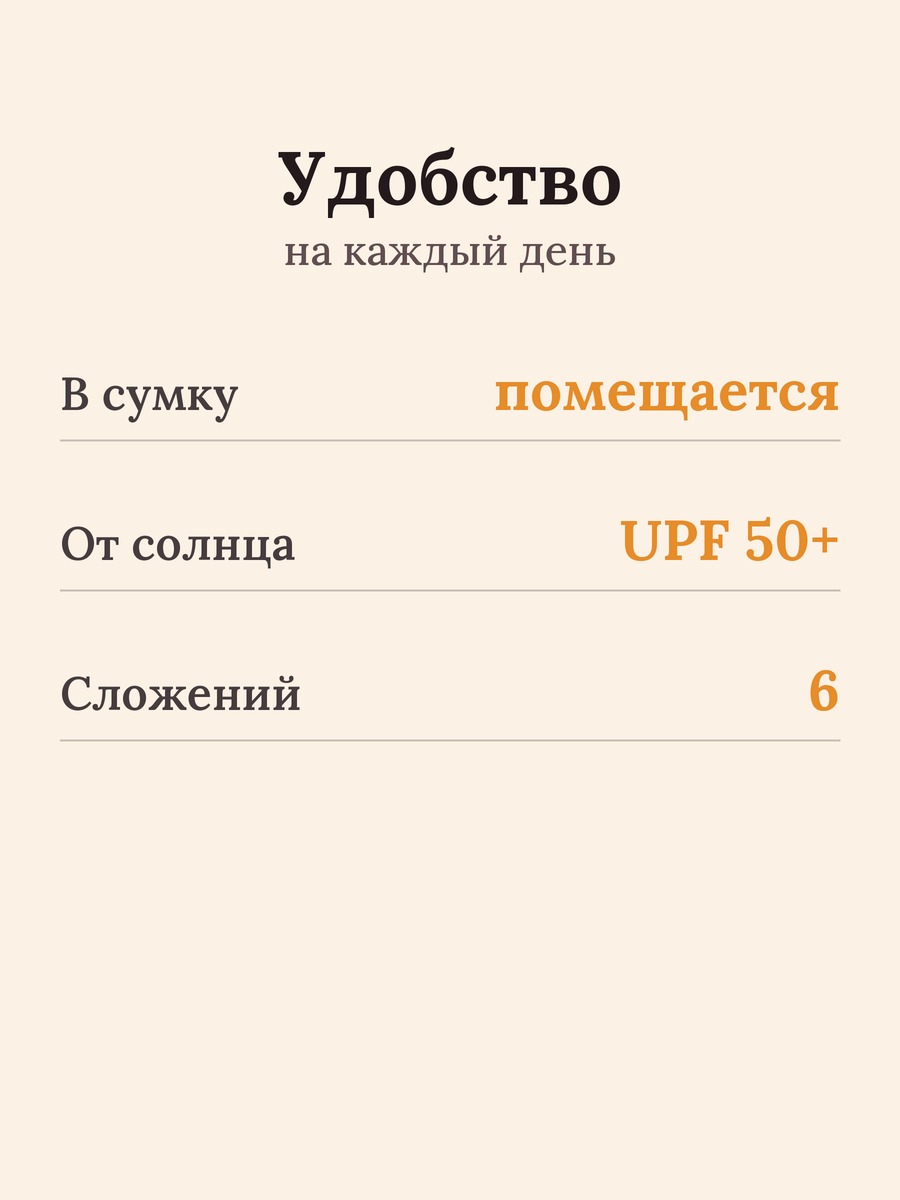 Удобство
на каждый день
В сумку помещается
От солнца UPF 50+
Сложений 6